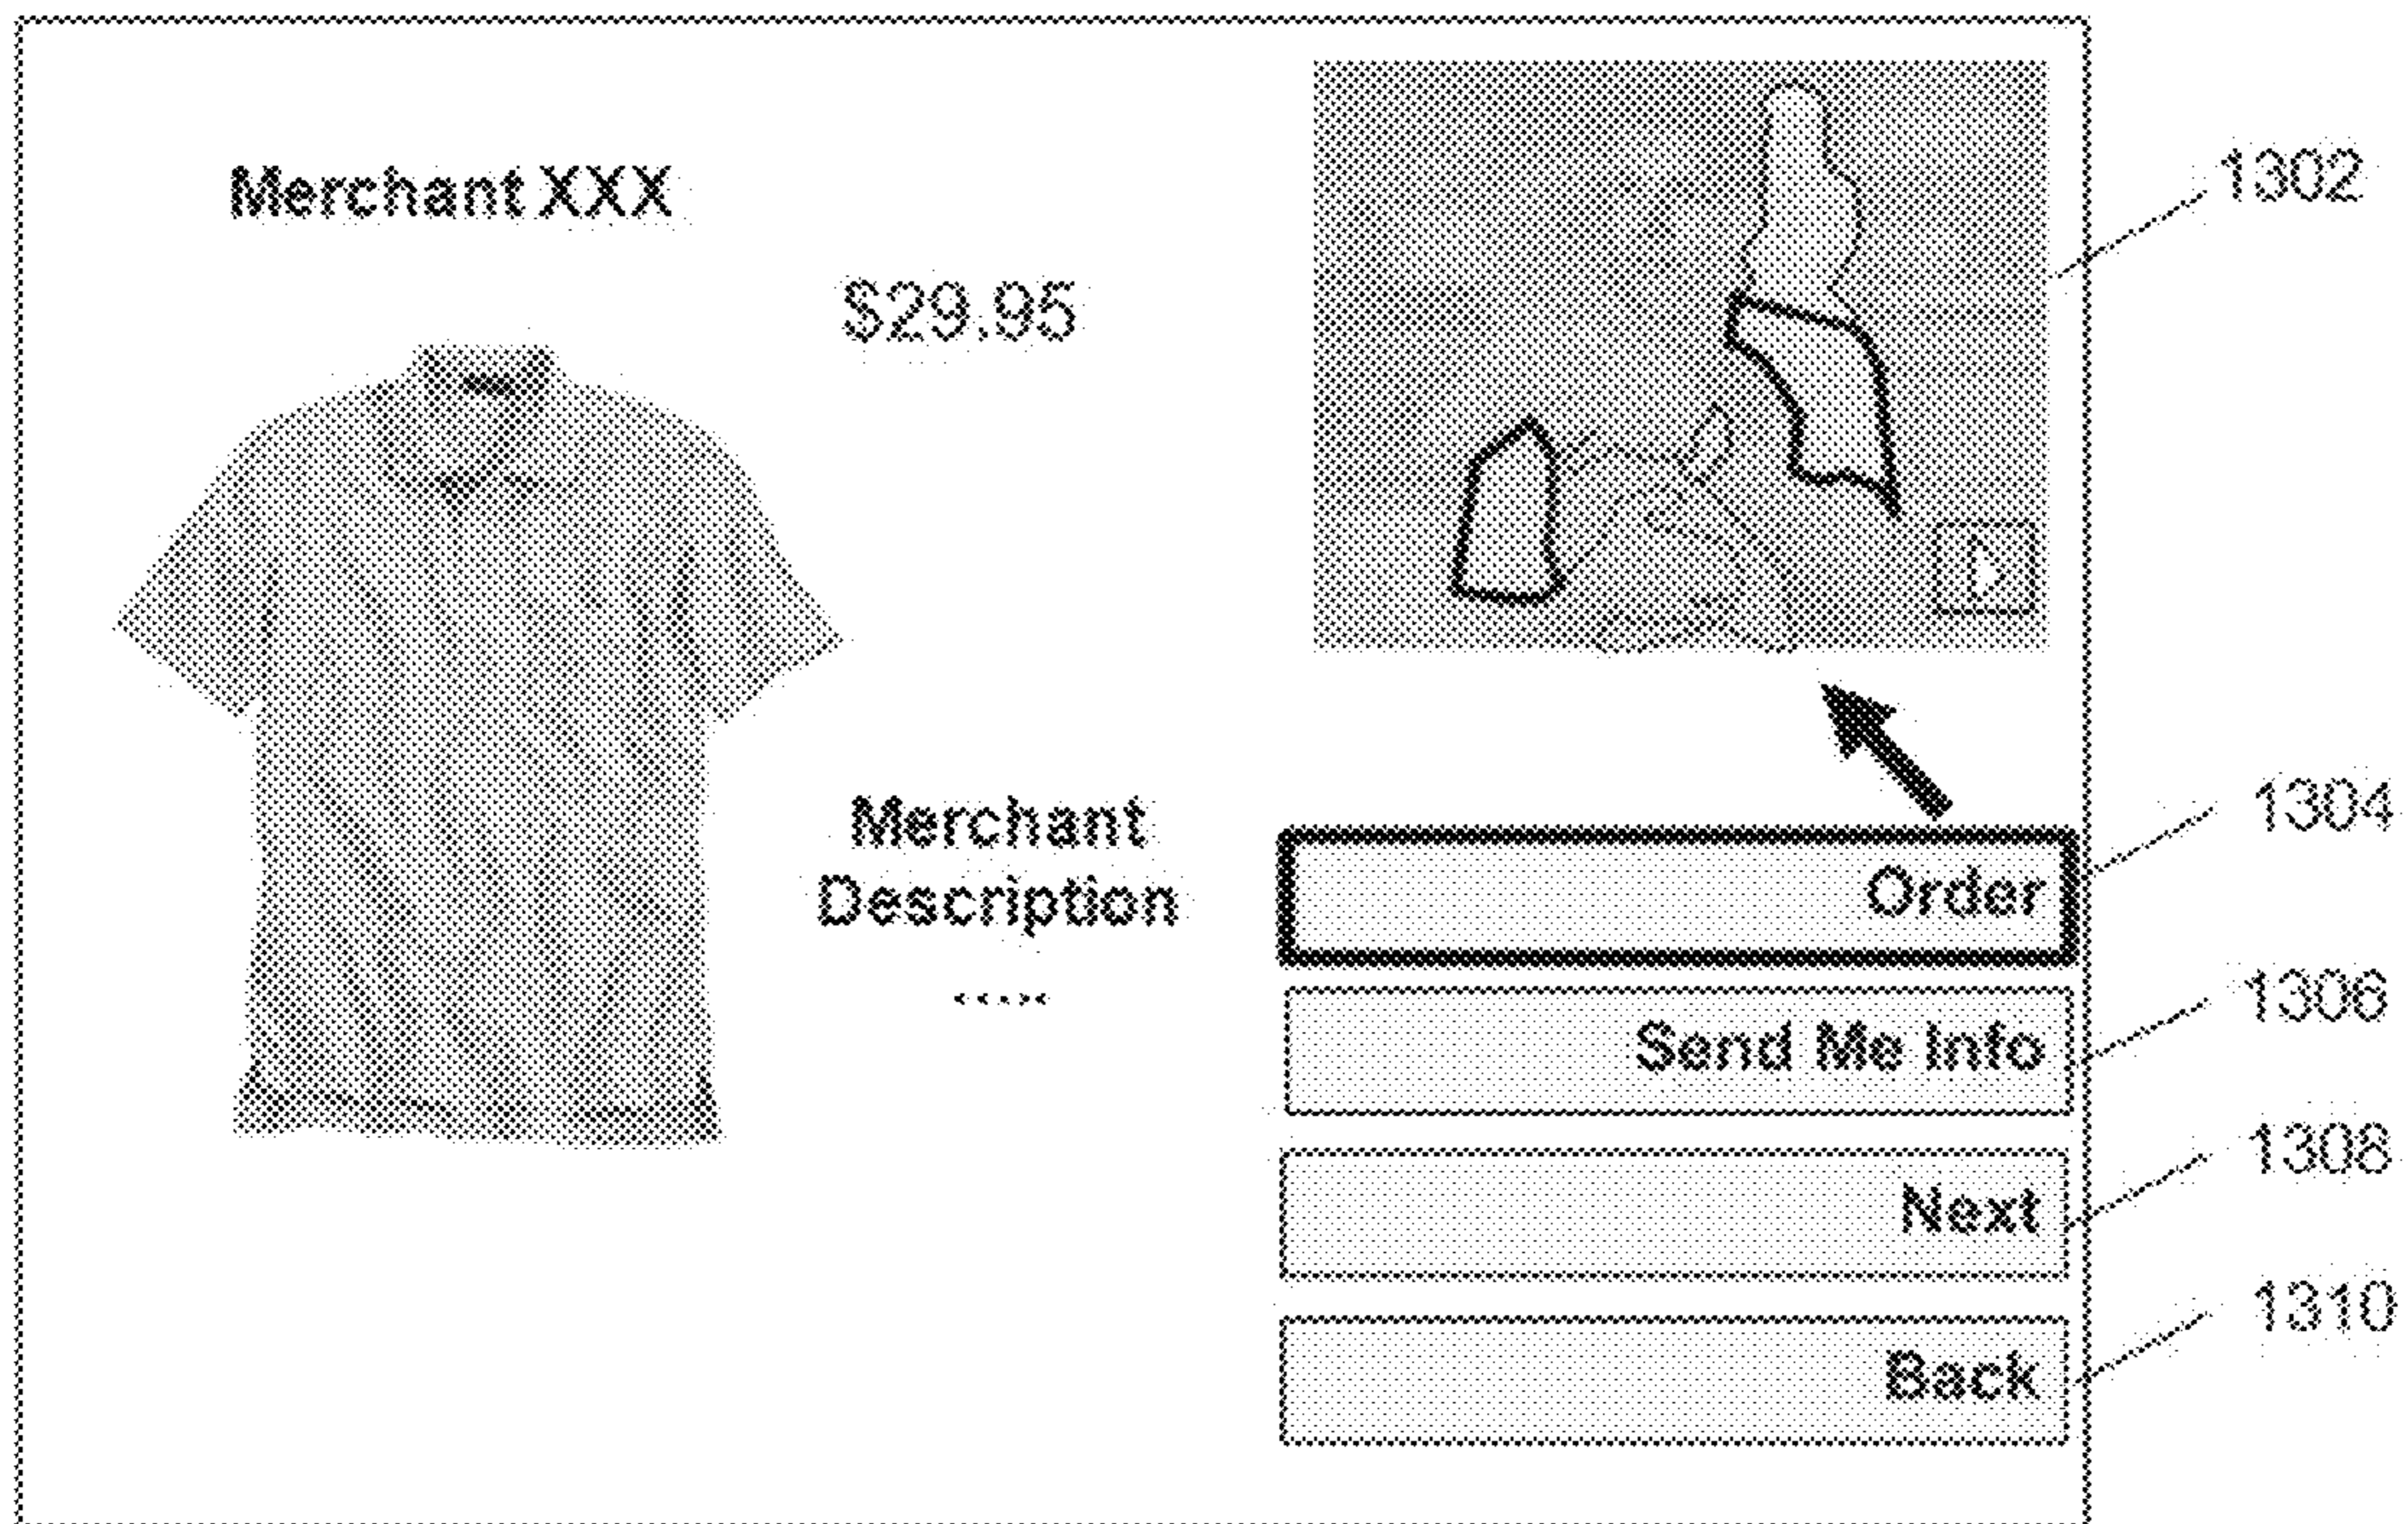 Merchant XXX
$29.95
Merchant
Description
.....
Order
Send Me Info
Next
Back
1302
1304
1306
1308
1310